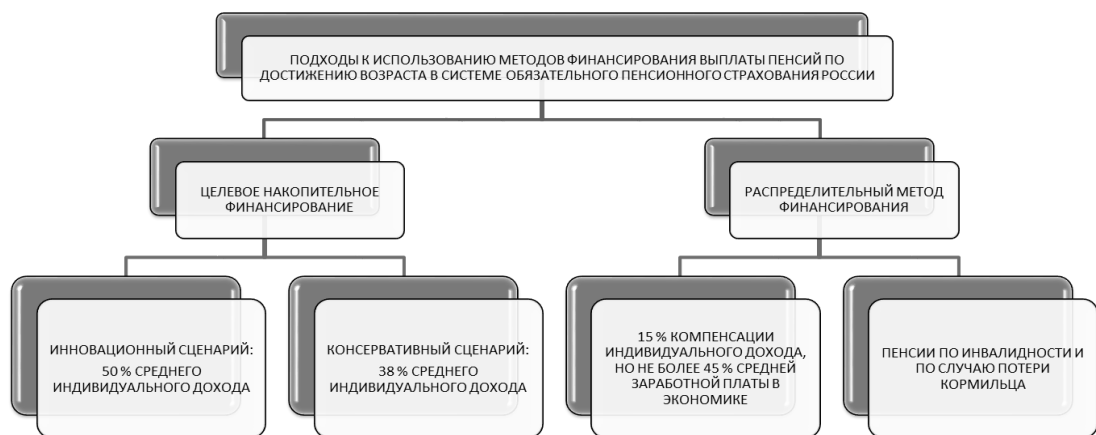 ПОДХОДЫ К ИСПОЛЬЗОВАНИЮ МЕТОДОВ ФИНАНСИРОВАНИЯ ВЫПЛАТЫ ПЕНСИЙ ПО
ДОСТИЖЕНИЮ ВОЗРАСТА В СИСТЕМЕ ОБЯЗАТЕЛЬНОГО ПЕНСИОННОГО СТРАХОВАНИЯ РОССИИ
ЦЕЛЕВОЕ НАКОПИТЕЛЬНОЕ
ФИНАНСИРОВАНИЕ
РАСПРЕДЕЛИТЕЛЬНЫЙ МЕТОД
ФИНАНСИРОВАНИЯ
ИННОВАЦИОННЫЙ СЦЕНАРИЙ:
50 % СРЕДНЕГО
ИНДИВИДУАЛЬНОГО ДОХОДА
КОНСЕРВАТИВНЫЙ СЦЕНАРИЙ:
38 % СРЕДНЕГО
ИНДИВИДУАЛЬНОГО ДОХОДА
15 % КОМПЕНСАЦИИ
ИНДИВИДУАЛЬНОГО ДОХОДА,
НО НЕ БОЛЕЕ 45 % СРЕДНЕЙ
ЗАРАБОТНОЙ ПЛАТЫ В
ЭКОНОМИКЕ
ПЕНСИИ ПО ИНВАЛИДНОСТИ И
ПО СЛУЧАЮ ПОТЕРИ
КОРМИЛЬЦА